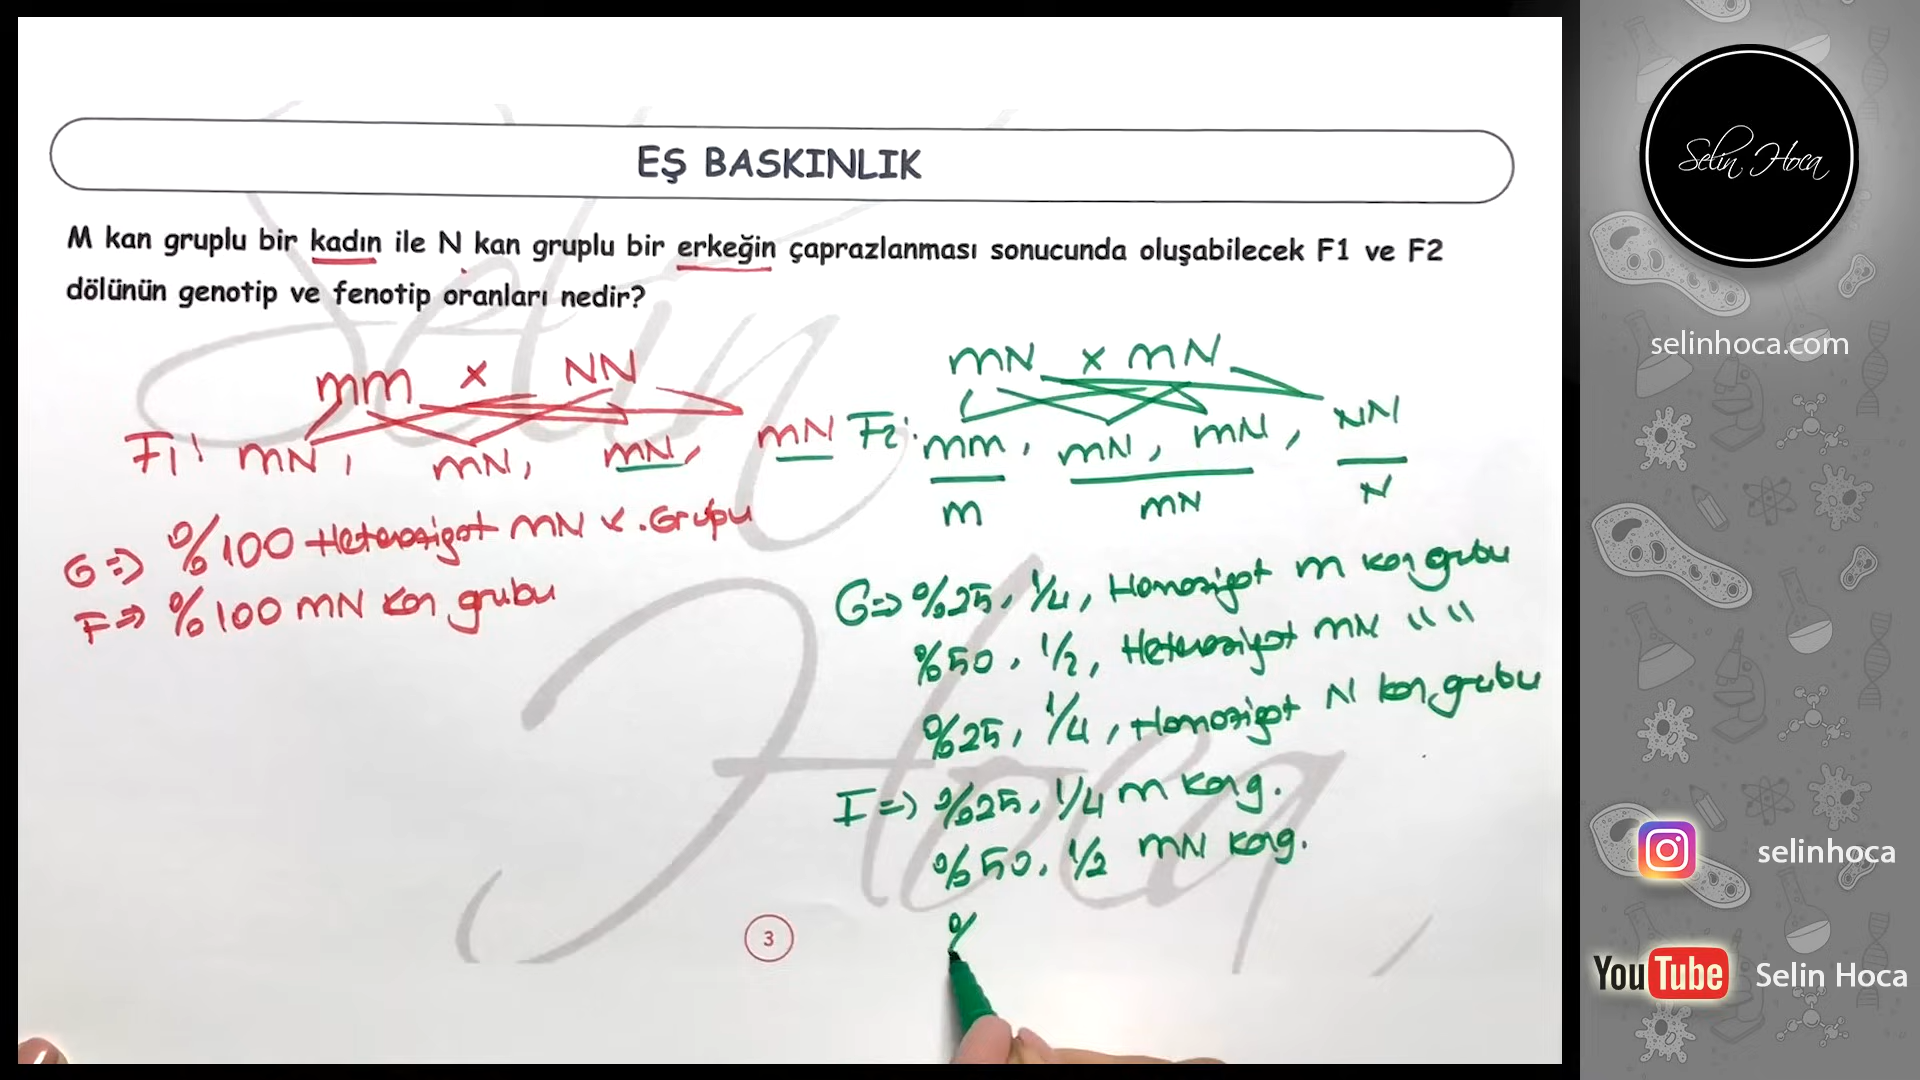 EŞ BASKINLIK
M kan gruplu bir kadın ile N kan gruplu bir erkeğin çaprazlanması sonucunda oluşabilecek F1 ve F2
dölünün genotip ve fenotip oranları nedir?
mm x NN
F1: mN, mN, mN, mN
G => %100 Heterozigot mN k.Grubu
F => %100 mN kan grubu
mN x mN
F2: mm, mN, mN, NN
m mN N
G => %25, 1/4, Homozigot m kan grubu
%50, 1/2, Heterozigot mN " "
%25, 1/4, Homozigot N kan grubu
F => %25, 1/4 m kan g.
%50, 1/2 mN kan g.
%
3
Selin Hoca
Selin Hoca
selinhoca.com
selinhoca
YouTube Selin Hoca